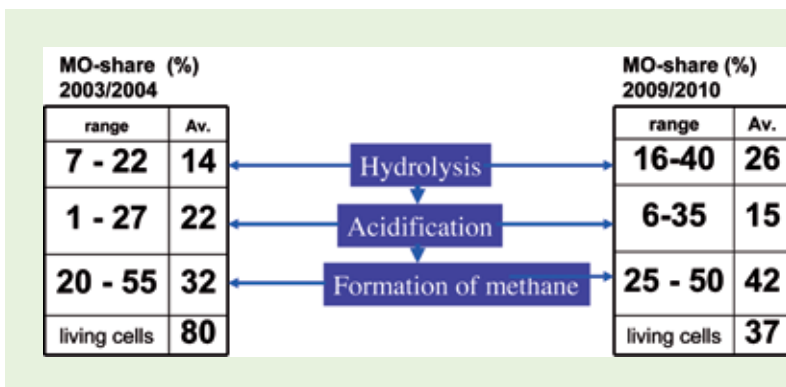 MO-share (%)
2003/2004
range Av.
7 - 22 14
1 - 27 22
20 - 55 32
living cells 80
Hydrolysis
Acidification
Formation of methane
MO-share (%)
2009/2010
range Av.
16-40 26
6-35 15
25 - 50 42
living cells 37